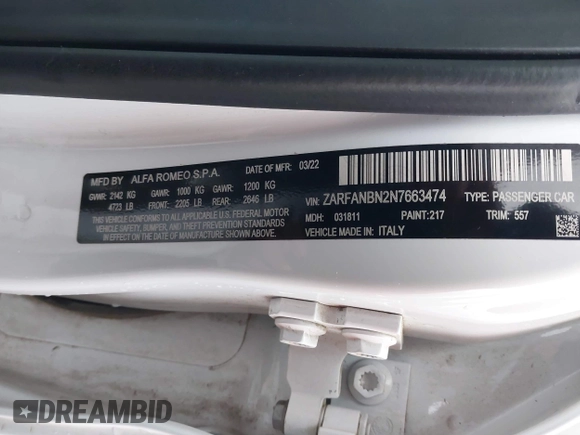 MFD BY ALFA ROMEO S.P.A. DATE OF MFR: 03/22
GVWR: 2142 KG GAWR: 1000 KG GAWR: 1200 KG
4723 LB FRONT: 2205 LB REAR: 2646 LB
THIS VEHICLE CONFORMS TO ALL APPLICABLE U.S.A. FEDERAL MOTOR
VEHICLE SAFETY, BUMPER, AND THEFT PREVENTION STANDARDS
IN EFFECT ON THE DATE OF MANUFACTURE SHOWN ABOVE.
VIN: ZARFANBN2N7663474 TYPE: PASSENGER CAR
MDH: 031811 PAINT: 217 TRIM: 557
VEHICLE MADE IN: ITALY
DREAMBID